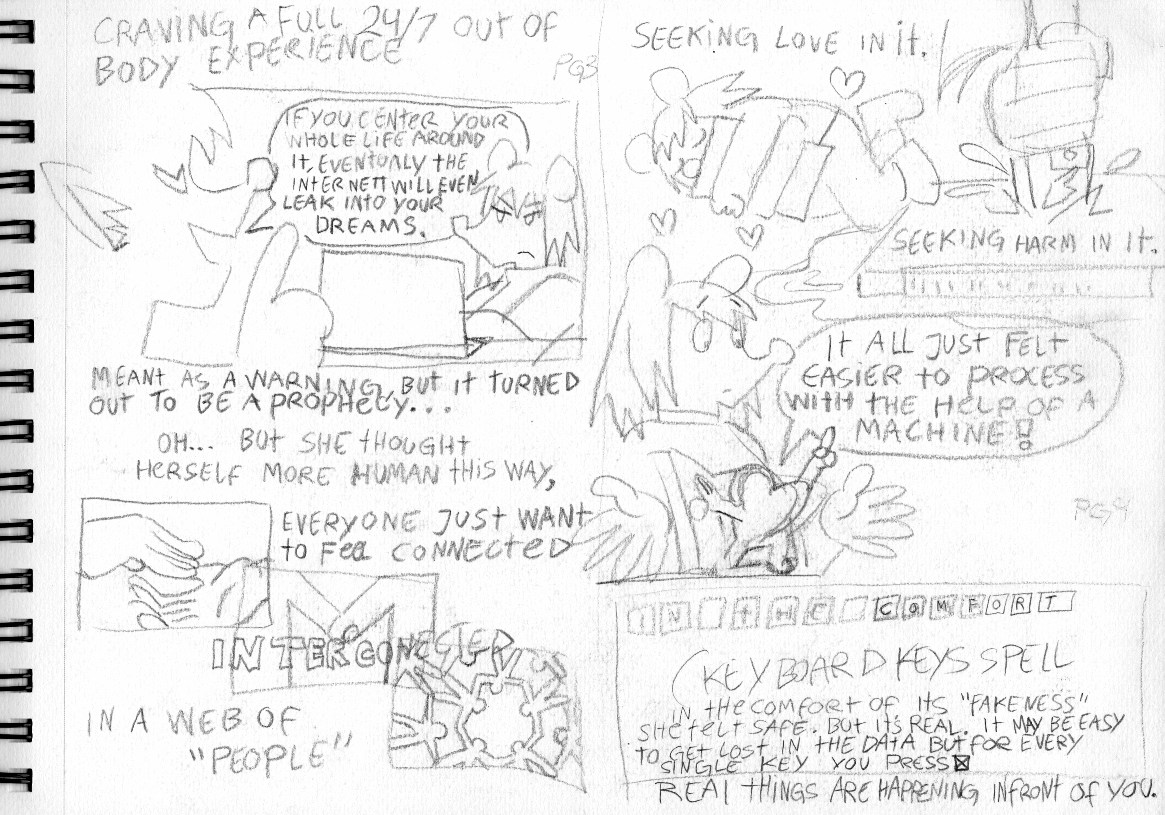 CRAVING A FULL 24/7 OUT OF
BODY EXPERIENCE
PG3
IF YOU CENTER YOUR
WHOLE LIFE AROUND
IT, EVENTUALY THE
INTERNETT WILL EVEN
LEAK INTO YOUR
DREAMS.
MEANT AS A WARNING, BUT IT TURNED
OUT TO BE A PROPHECY...
OH... BUT SHE THOUGHT
HERSELF MORE HUMAN THIS WAY,
EVERYONE JUST WANT
TO FEEL CONNECTED
IN A WEB OF
"PEOPLE"
SEEKING LOVE IN IT.
SEEKING HARM IN IT.
IT ALL JUST FELT
EASIER TO PROCESS
WITH THE HELP OF A
MACHINE!
PG4
IN THE COMFORT
(KEYBOARD KEYS SPELL
IN THE COMFORT OF ITS "FAKENESS"
SHE FELT SAFE. BUT IT'S REAL. IT MAY BE EASY
TO GET LOST IN THE DATA BUT FOR EVERY
SINGLE KEY YOU PRESS
REAL THINGS ARE HAPPENING INFRONT OF YOU.